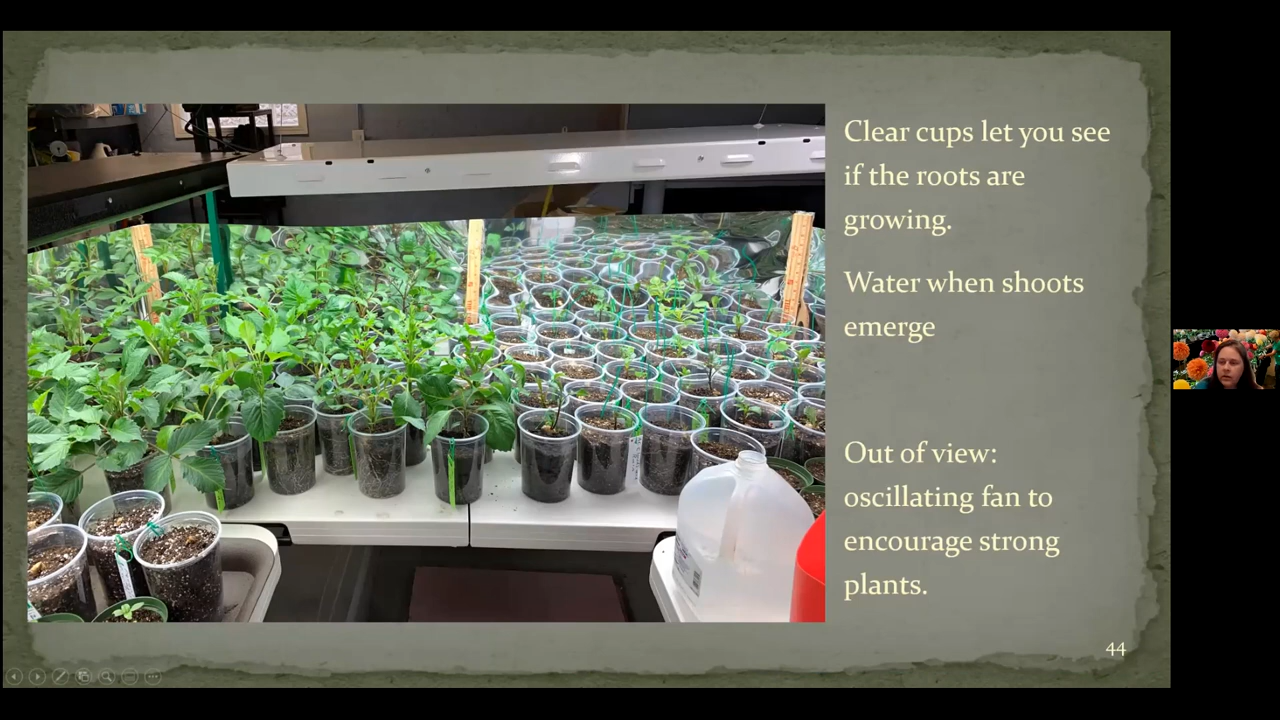 Clear cups let you see
if the roots are
growing.
Water when shoots
emerge
Out of view:
oscillating fan to
encourage strong
plants.
44